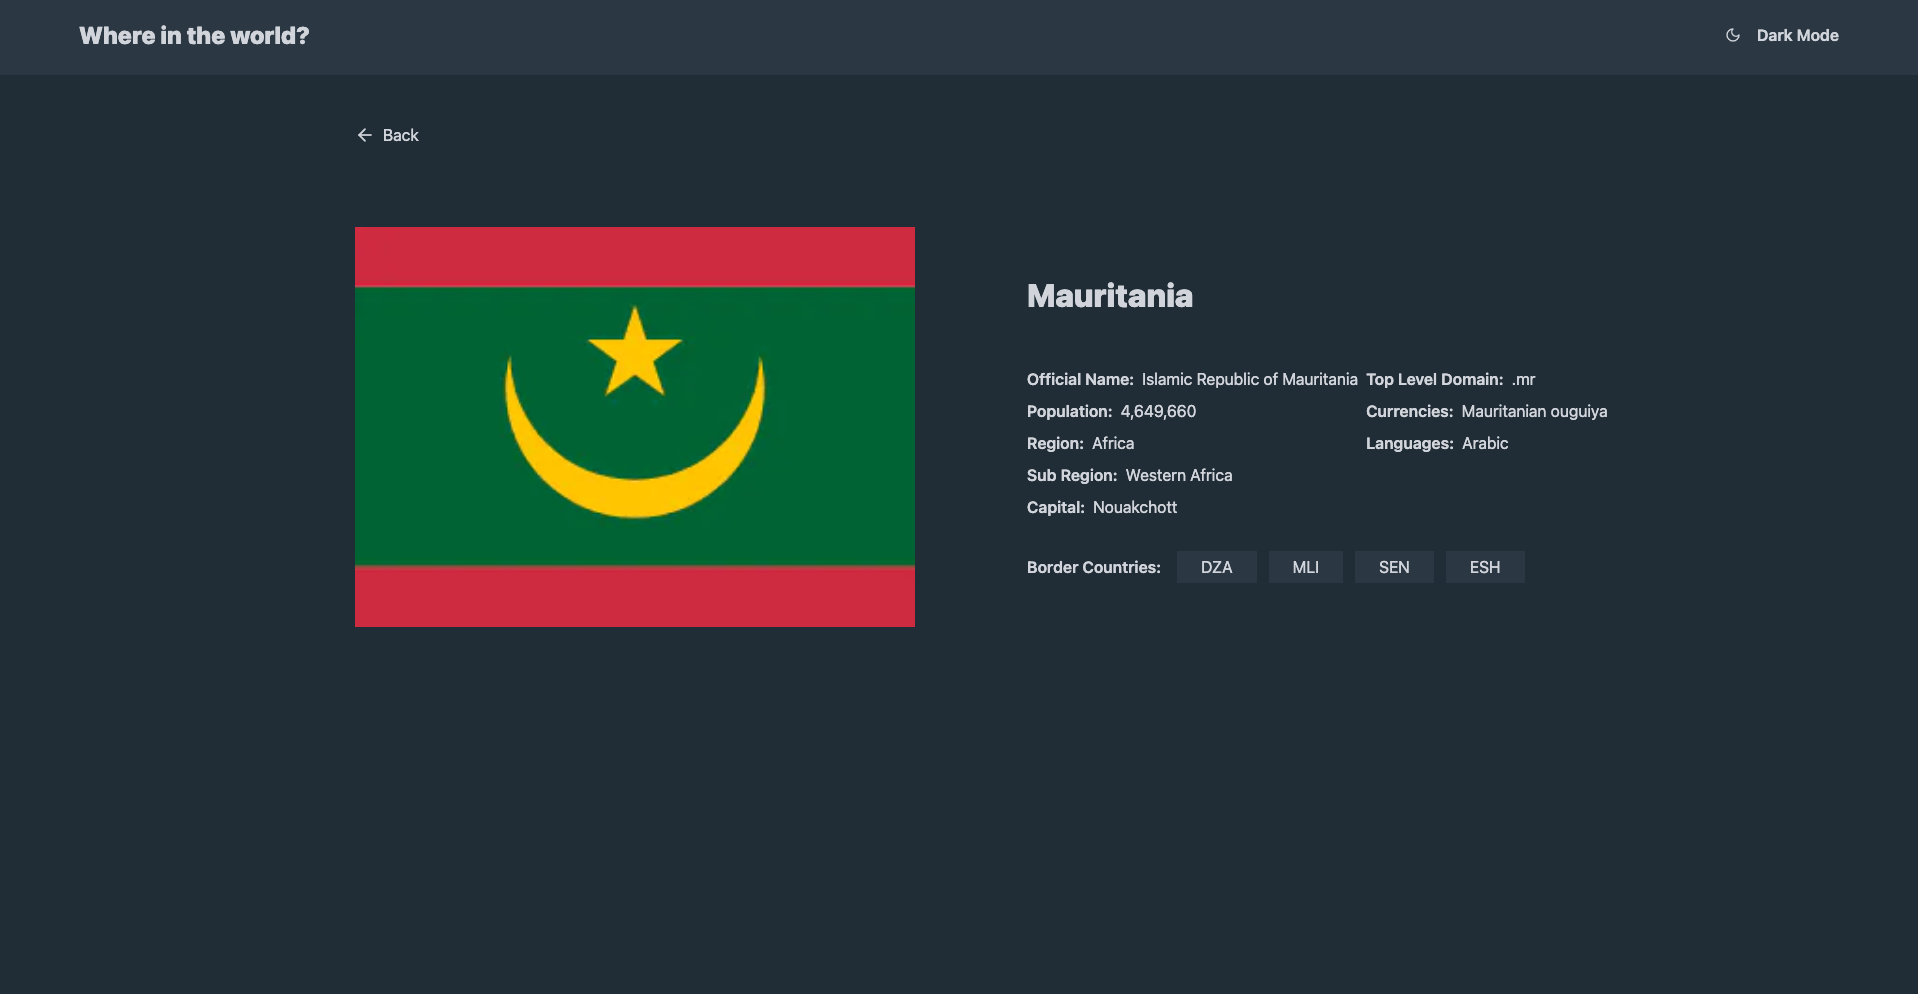 Where in the world?
Dark Mode
Back
Mauritania
Official Name: Islamic Republic of Mauritania
Population: 4,649,660
Region: Africa
Sub Region: Western Africa
Capital: Nouakchott
Top Level Domain: .mr
Currencies: Mauritanian ouguiya
Languages: Arabic
Border Countries: DZA MLI SEN ESH